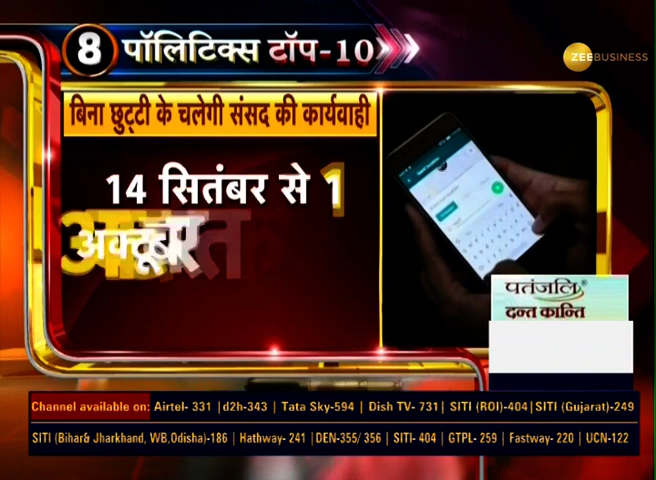 8 पॉलिटिक्स टॉप-10
ZEEBUSINESS
बिना छुट्टी के चलेगी संसद की कार्यवाही
14 सितंबर से 1
अक्टूबर
पतंजलि®
दन्त कान्ति
Channel available on: Airtel- 331 |d2h-343 | Tata Sky-594 | Dish TV- 731| SITI (ROI)-404|SITI (Gujarat)-249
SITI (Bihar& Jharkhand, WB,Odisha)-186 | Hathway- 241 |DEN-355/ 356 | SITI- 404 | GTPL- 259 | Fastway- 220 | UCN-122